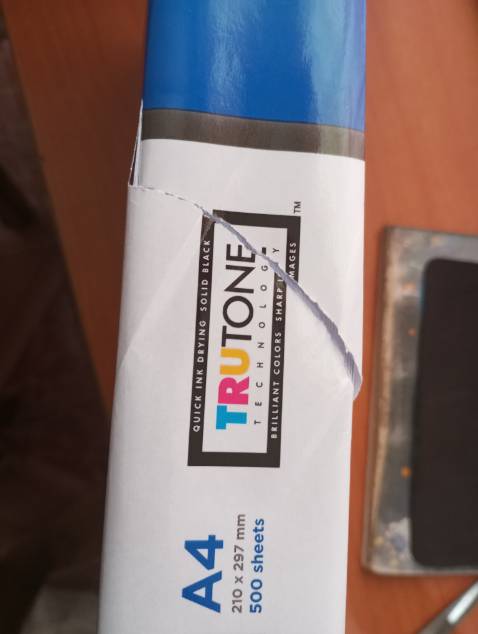 A4
210 x 297 mm
500 sheets
QUICK INK DRYING SOLID BLACK
TRUTONE
TECHNOLOGY
BRILLIANT COLORS SHARP IMAGES
TM